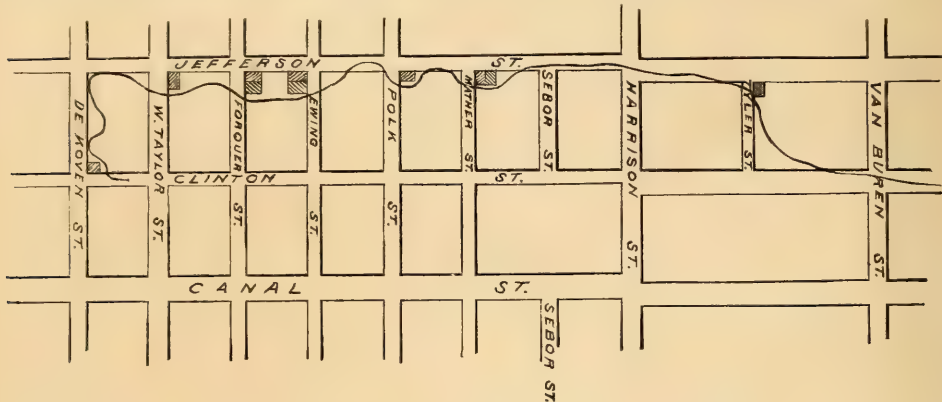 JEFFERSON ST.
DE KOVEN ST.
W. TAYLOR ST.
FORQUER ST.
EWING ST.
POLK ST.
MATHER ST.
SEBOR ST.
HARRISON ST.
TYLER ST.
VAN BUREN ST.
CLINTON ST.
CANAL ST.
SEBOR ST.